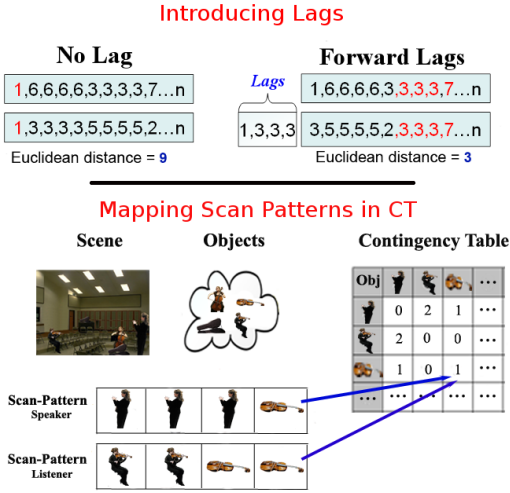 Introducing Lags
No Lag
Forward Lags
Lags
1,6,6,6,6,3,3,3,3,7...n
1,3,3,3,3,5,5,5,5,2...n
Euclidean distance = 9
1,6,6,6,6,3,3,3,3,7...n
1,3,3,3
3,5,5,5,5,2,3,3,3,7...n
Euclidean distance = 3
Mapping Scan Patterns in CT
Scene
Objects
Contingency Table
Obj ...
0 2 1 ...
2 0 0 ...
1 0 1 ...
... ... ... ... ...
Scan-Pattern
Speaker
Scan-Pattern
Listener